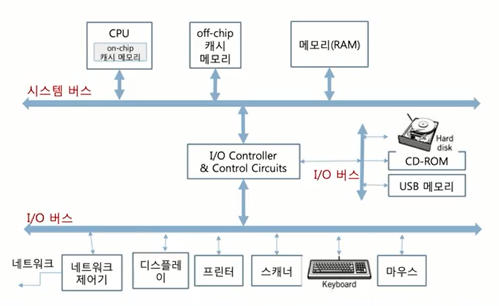 CPU
on-chip
캐시 메모리
off-chip
캐시
메모리
메모리(RAM)
시스템 버스
I/O Controller
& Control Circuits
Hard
disk
CD-ROM
I/O 버스
USB 메모리
I/O 버스
네트워크
네트워크
제어기
디스플레
이
프린터
스캐너
Keyboard
마우스